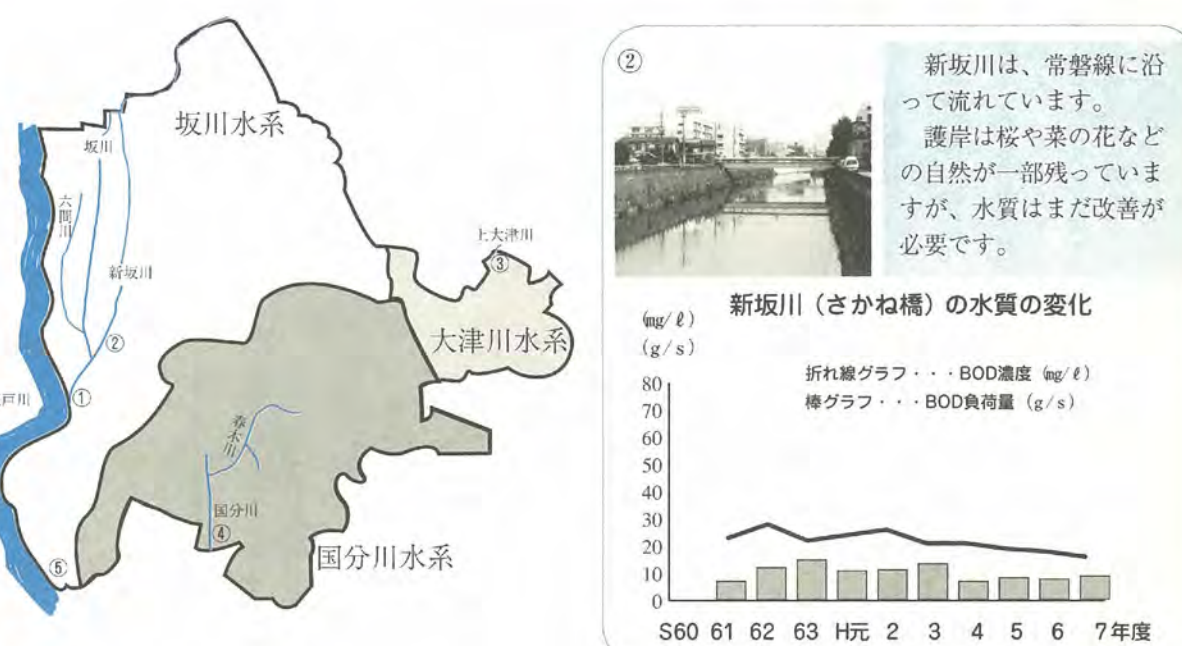 坂川水系
坂川
六間川
新坂川
上大津川
③
大津川水系
②
①
戸川
春木川
国分川
④
国分川水系
⑤
②
新坂川は、常磐線に沿
って流れています。
護岸は桜や菜の花など
の自然が一部残っていま
すが、水質はまだ改善が
必要です。
新坂川（さかね橋）の水質の変化
(mg/ℓ)
(g/s)
折れ線グラフ・・・BOD濃度 (mg/ℓ)
棒グラフ・・・BOD負荷量 (g/s)
80
70
60
50
40
30
20
10
0
S60 61 62 63 H元 2 3 4 5 6 7年度